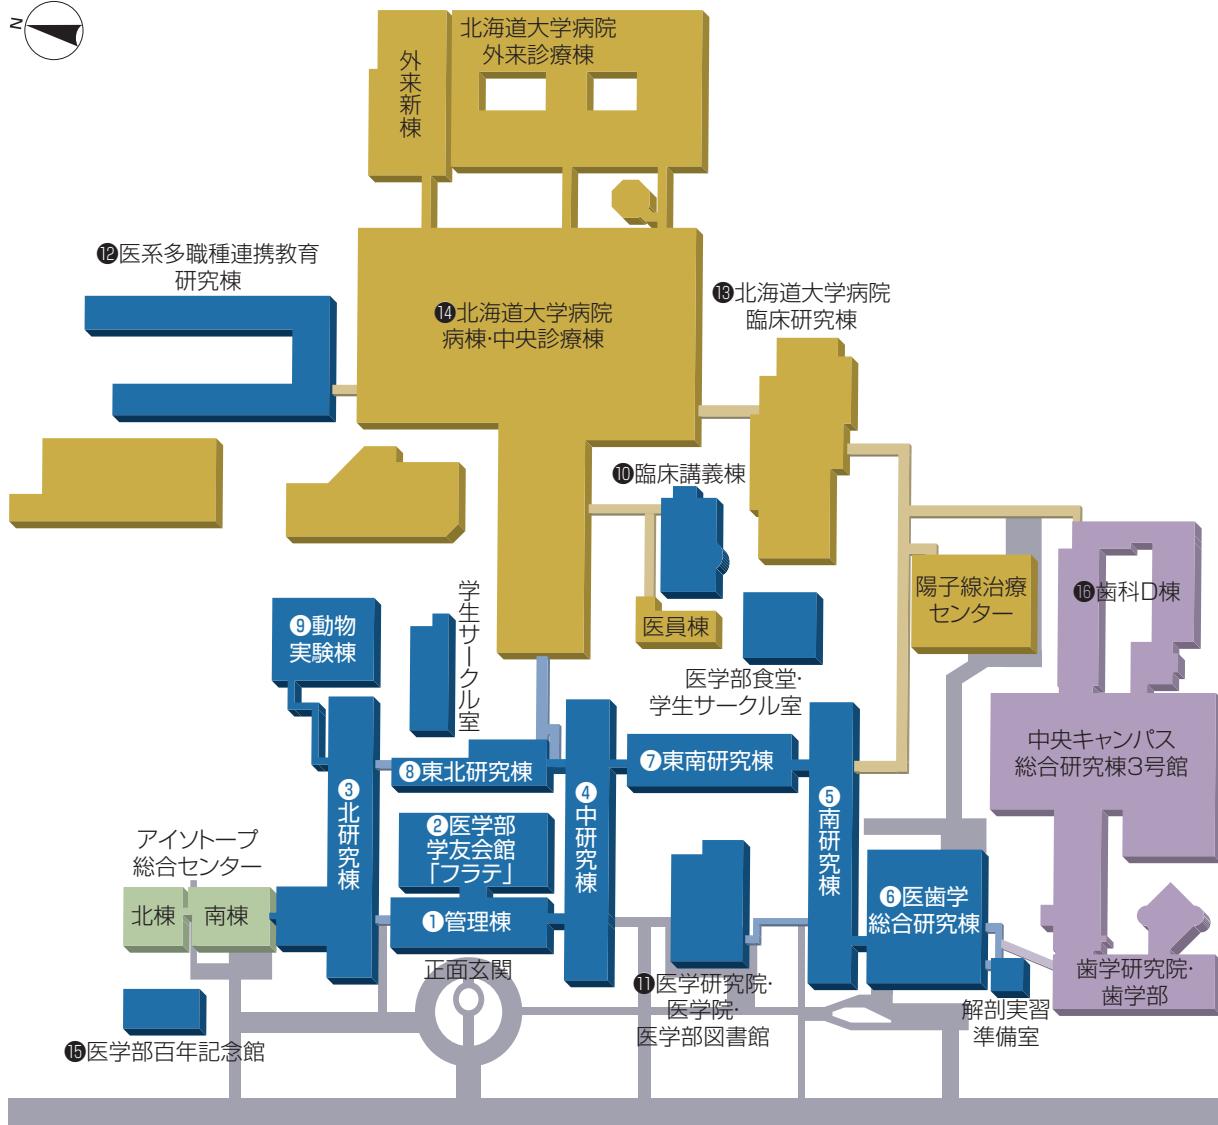 N
北海道大学病院
外来診療棟
外来新棟
⓬医系多職種連携教育
研究棟
⓮北海道大学病院
病棟・中央診療棟
⓭北海道大学病院
臨床研究棟
❿臨床講義棟
医員棟
陽子線治療
センター
⓰歯科D棟
❾動物
実験棟
学生サークル室
医学部食堂・
学生サークル室
中央キャンパス
総合研究棟3号館
❽東北研究棟
❼東南研究棟
❸北研究棟
❹中研究棟
❺南研究棟
❷医学部
学友会館
「フラテ」
アイソトープ
総合センター
北棟
南棟
❶管理棟
正面玄関
❻医歯学
総合研究棟
⓫医学研究院・
医学院・
医学部図書館
歯学研究院・
歯学部
解剖実習
準備室
⓯医学部百年記念館